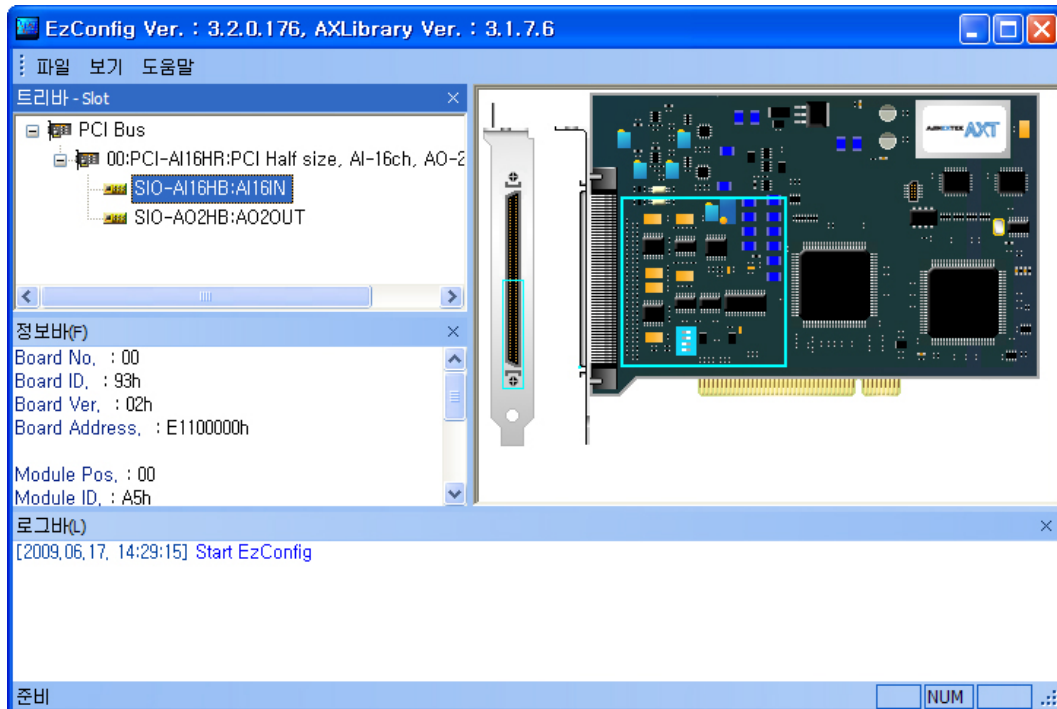 EzConfig Ver. : 3.2.0.176, AXLibrary Ver. : 3.1.7.6
파일 보기 도움말
트리바 - Slot
PCI Bus
00:PCI-AI16HR:PCI Half size, AI-16ch, AO-2
SIO-AI16HB:AI16IN
SIO-AO2HB:AO2OUT
정보바(F)
Board No, : 00
Board ID, : 93h
Board Ver, : 02h
Board Address, : E1100000h
Module Pos, : 00
Module ID, : A5h
AXT
로그바(L)
[2009,06,17, 14:29:15] Start EzConfig
준비
NUM